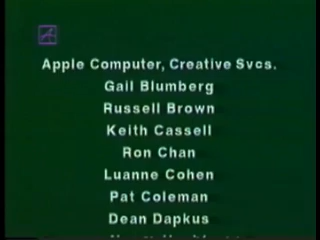 Apple Computer, Creative Svcs.
Gail Blumberg
Russell Brown
Keith Cassell
Ron Chan
Luanne Cohen
Pat Coleman
Dean Dapkus